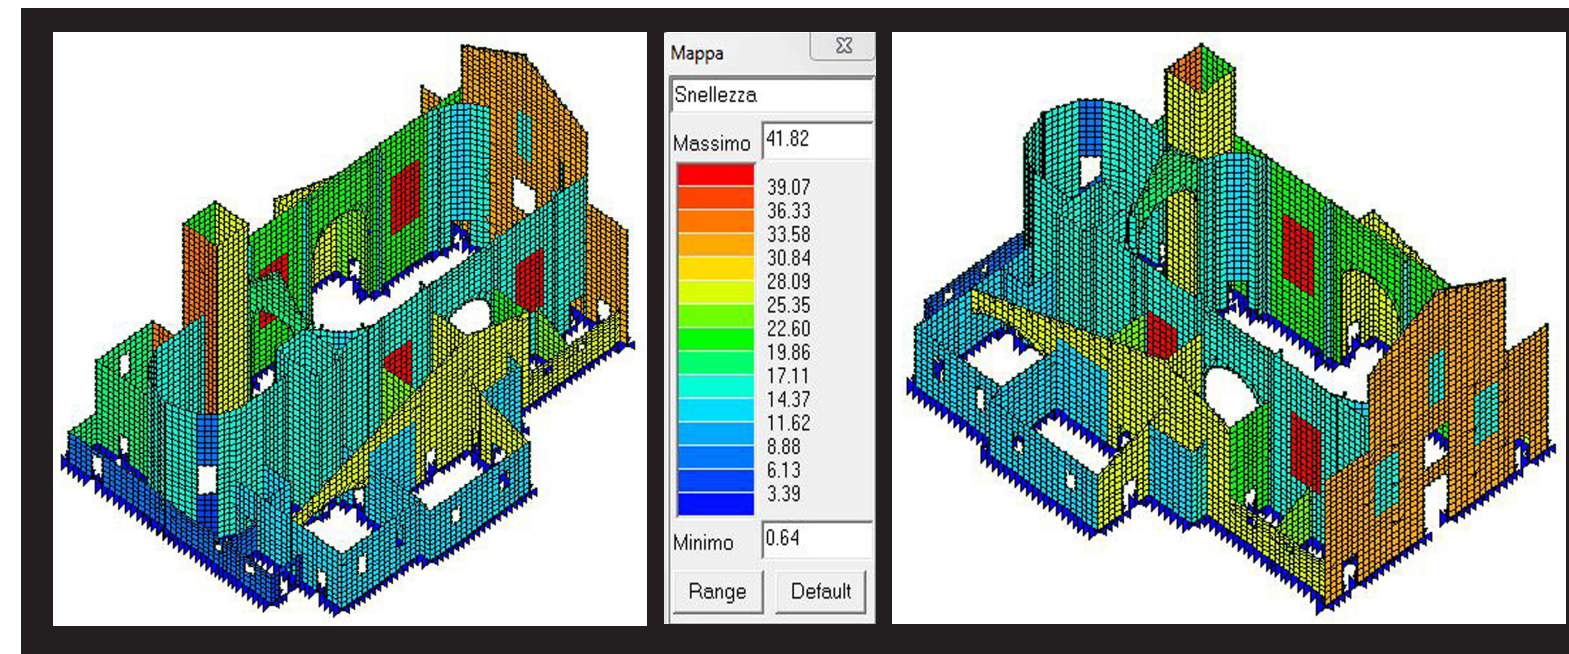 Mappa
Snellezza
Massimo 41.82
39.07
36.33
33.58
30.84
28.09
25.35
22.60
19.86
17.11
14.37
11.62
8.88
6.13
3.39
Minimo 0.64
Range Default